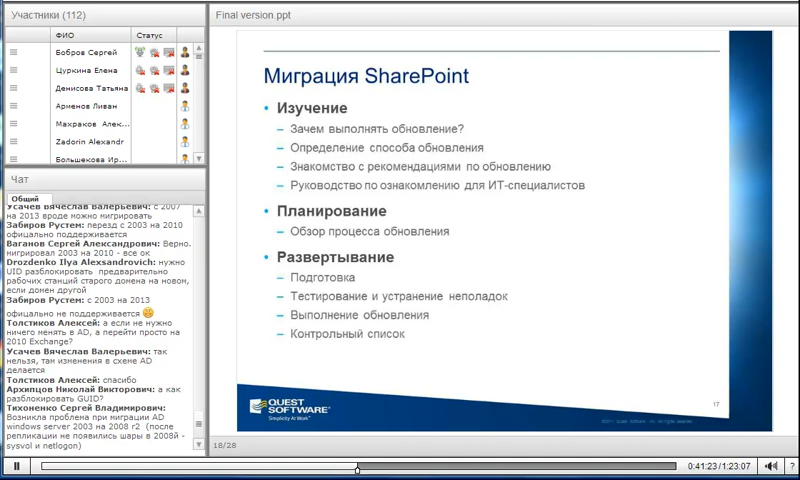 Участники (112)
ФИО
Статус
Бобров Сергей
Цуркина Елена
Денисова Татьяна
Арменов Ливан
Махраков Алек...
Zadorin Alexandr
Большекова Ир...
Чат
Общий
Усачев Вячеслав Валерьевич: с 2007
на 2013 вроде можно мигрировать
Забиров Рустем: перезд с 2003 на 2010
официально поддерживается
Ваганов Сергей Александрович: Верно.
мигрировал 2003 на 2010 - все ок
Drozdenko Ilya Alexsandrovich: нужно
UID разблокировать предварительно
рабочих станций старого домена на новон,
если домен другой
Забиров Рустем: с 2003 на 2013
официально не поддерживается
Толстиков Алексей: а если не нужно
ничего менять в AD, а перейти просто на
2010 Exchange?
Усачев Вячеслав Валерьевич: так
нельзя, там изменения в схеме AD
делается
Толстиков Алексей: спасибо
Архипцов Николай Викторович: а как
разблокировать GUID?
Тихоненко Сергей Владимирович:
Возникла проблема при миграции AD
windows server 2003 на 2008 r2 (после
репликации не появились шары в 2008й -
sysvol и netlogon)
Final version.ppt
Миграция SharePoint
• Изучение
– Зачем выполнять обновление?
– Определение способа обновления
– Знакомство с рекомендациями по обновлению
– Руководство по ознакомлению для ИТ-специалистов
• Планирование
– Обзор процесса обновления
• Развертывание
– Подготовка
– Тестирование и устранение неполадок
– Выполнение обновления
– Контрольный список
QUEST
SOFTWARE
Simplicity At Work
17
18/28
0:41:23/1:23:07
?